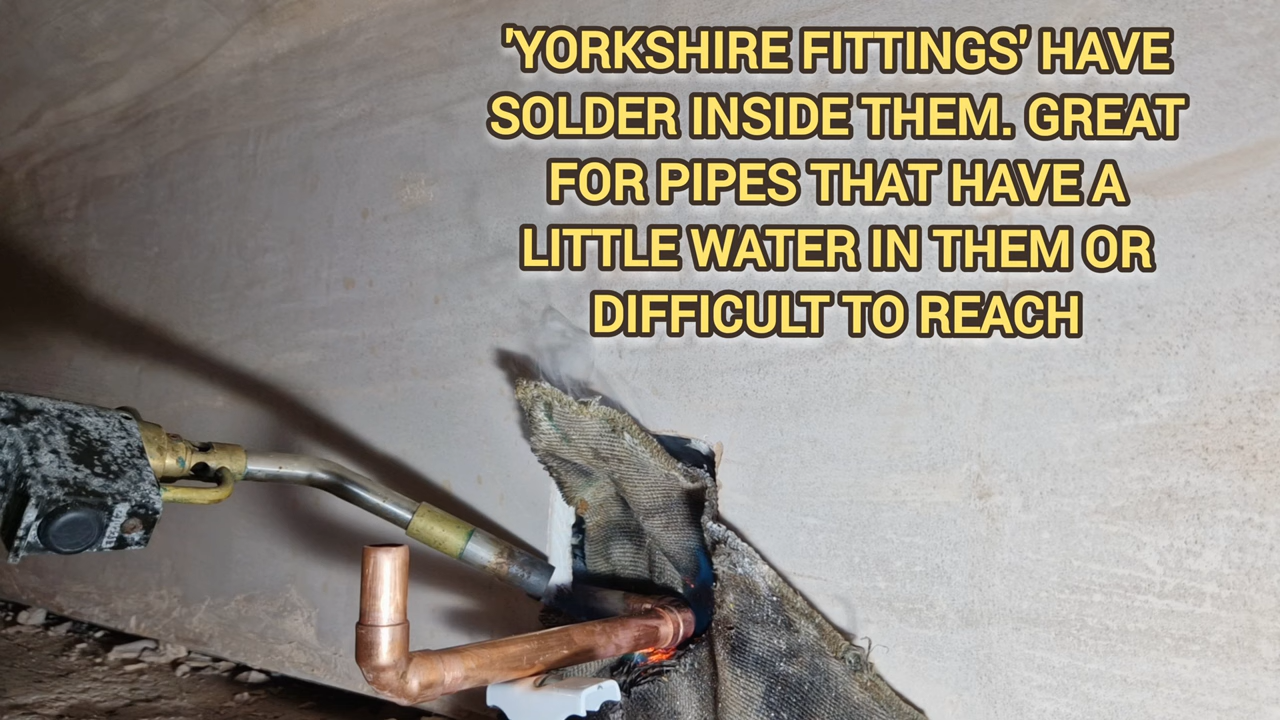 'YORKSHIRE FITTINGS' HAVE
SOLDER INSIDE THEM. GREAT
FOR PIPES THAT HAVE A
LITTLE WATER IN THEM OR
DIFFICULT TO REACH